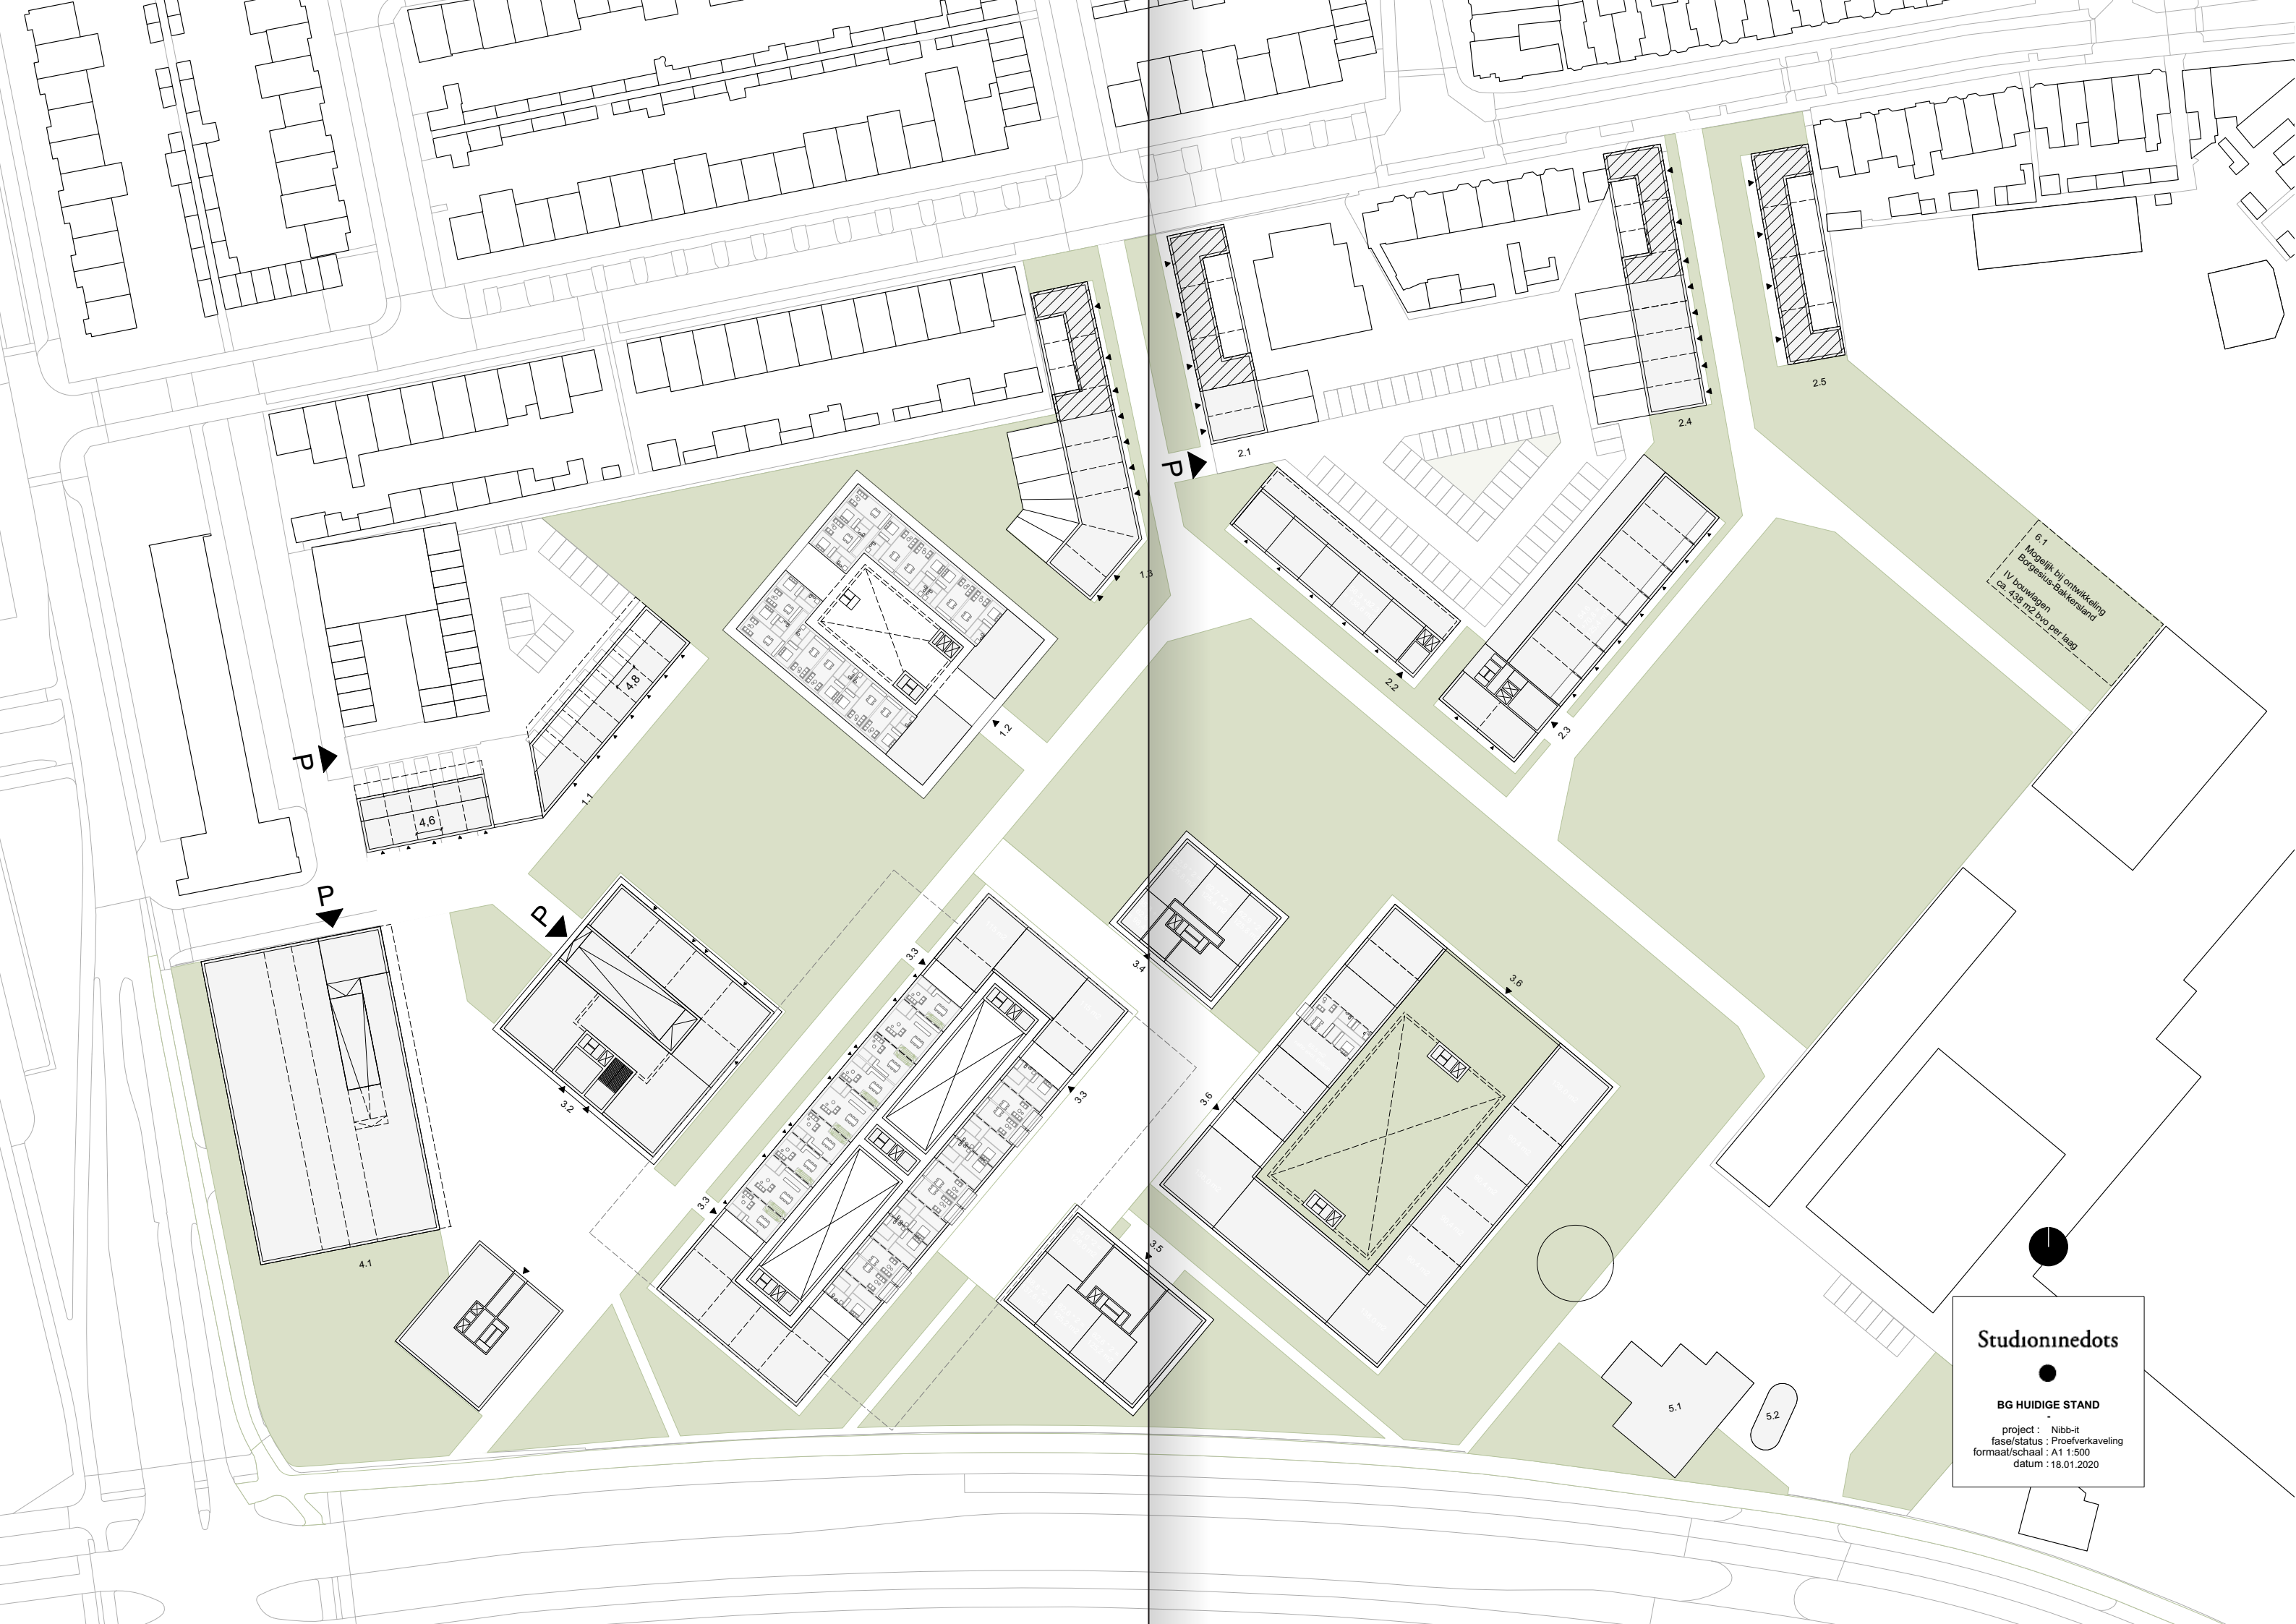 2.5
2.4
2.1
P
1.3
6.1
Mogelijk bij ontwikkeling
Borgesius-Bakkersland
IV bouwlagen
ca. 438 m2 bvo per laag
4,8
2.2
1.2
2.3
P
1.1
4,6
P
P
3.3
3.4
3.6
3.2
3.3
3.6
3.3
3.5
4.1
5.1
5.2
Studioninedots
BG HUIDIGE STAND
-
project : Nibb-it
fase/status : Proefverkaveling
formaat/schaal : A1 1:500
datum : 18.01.2020